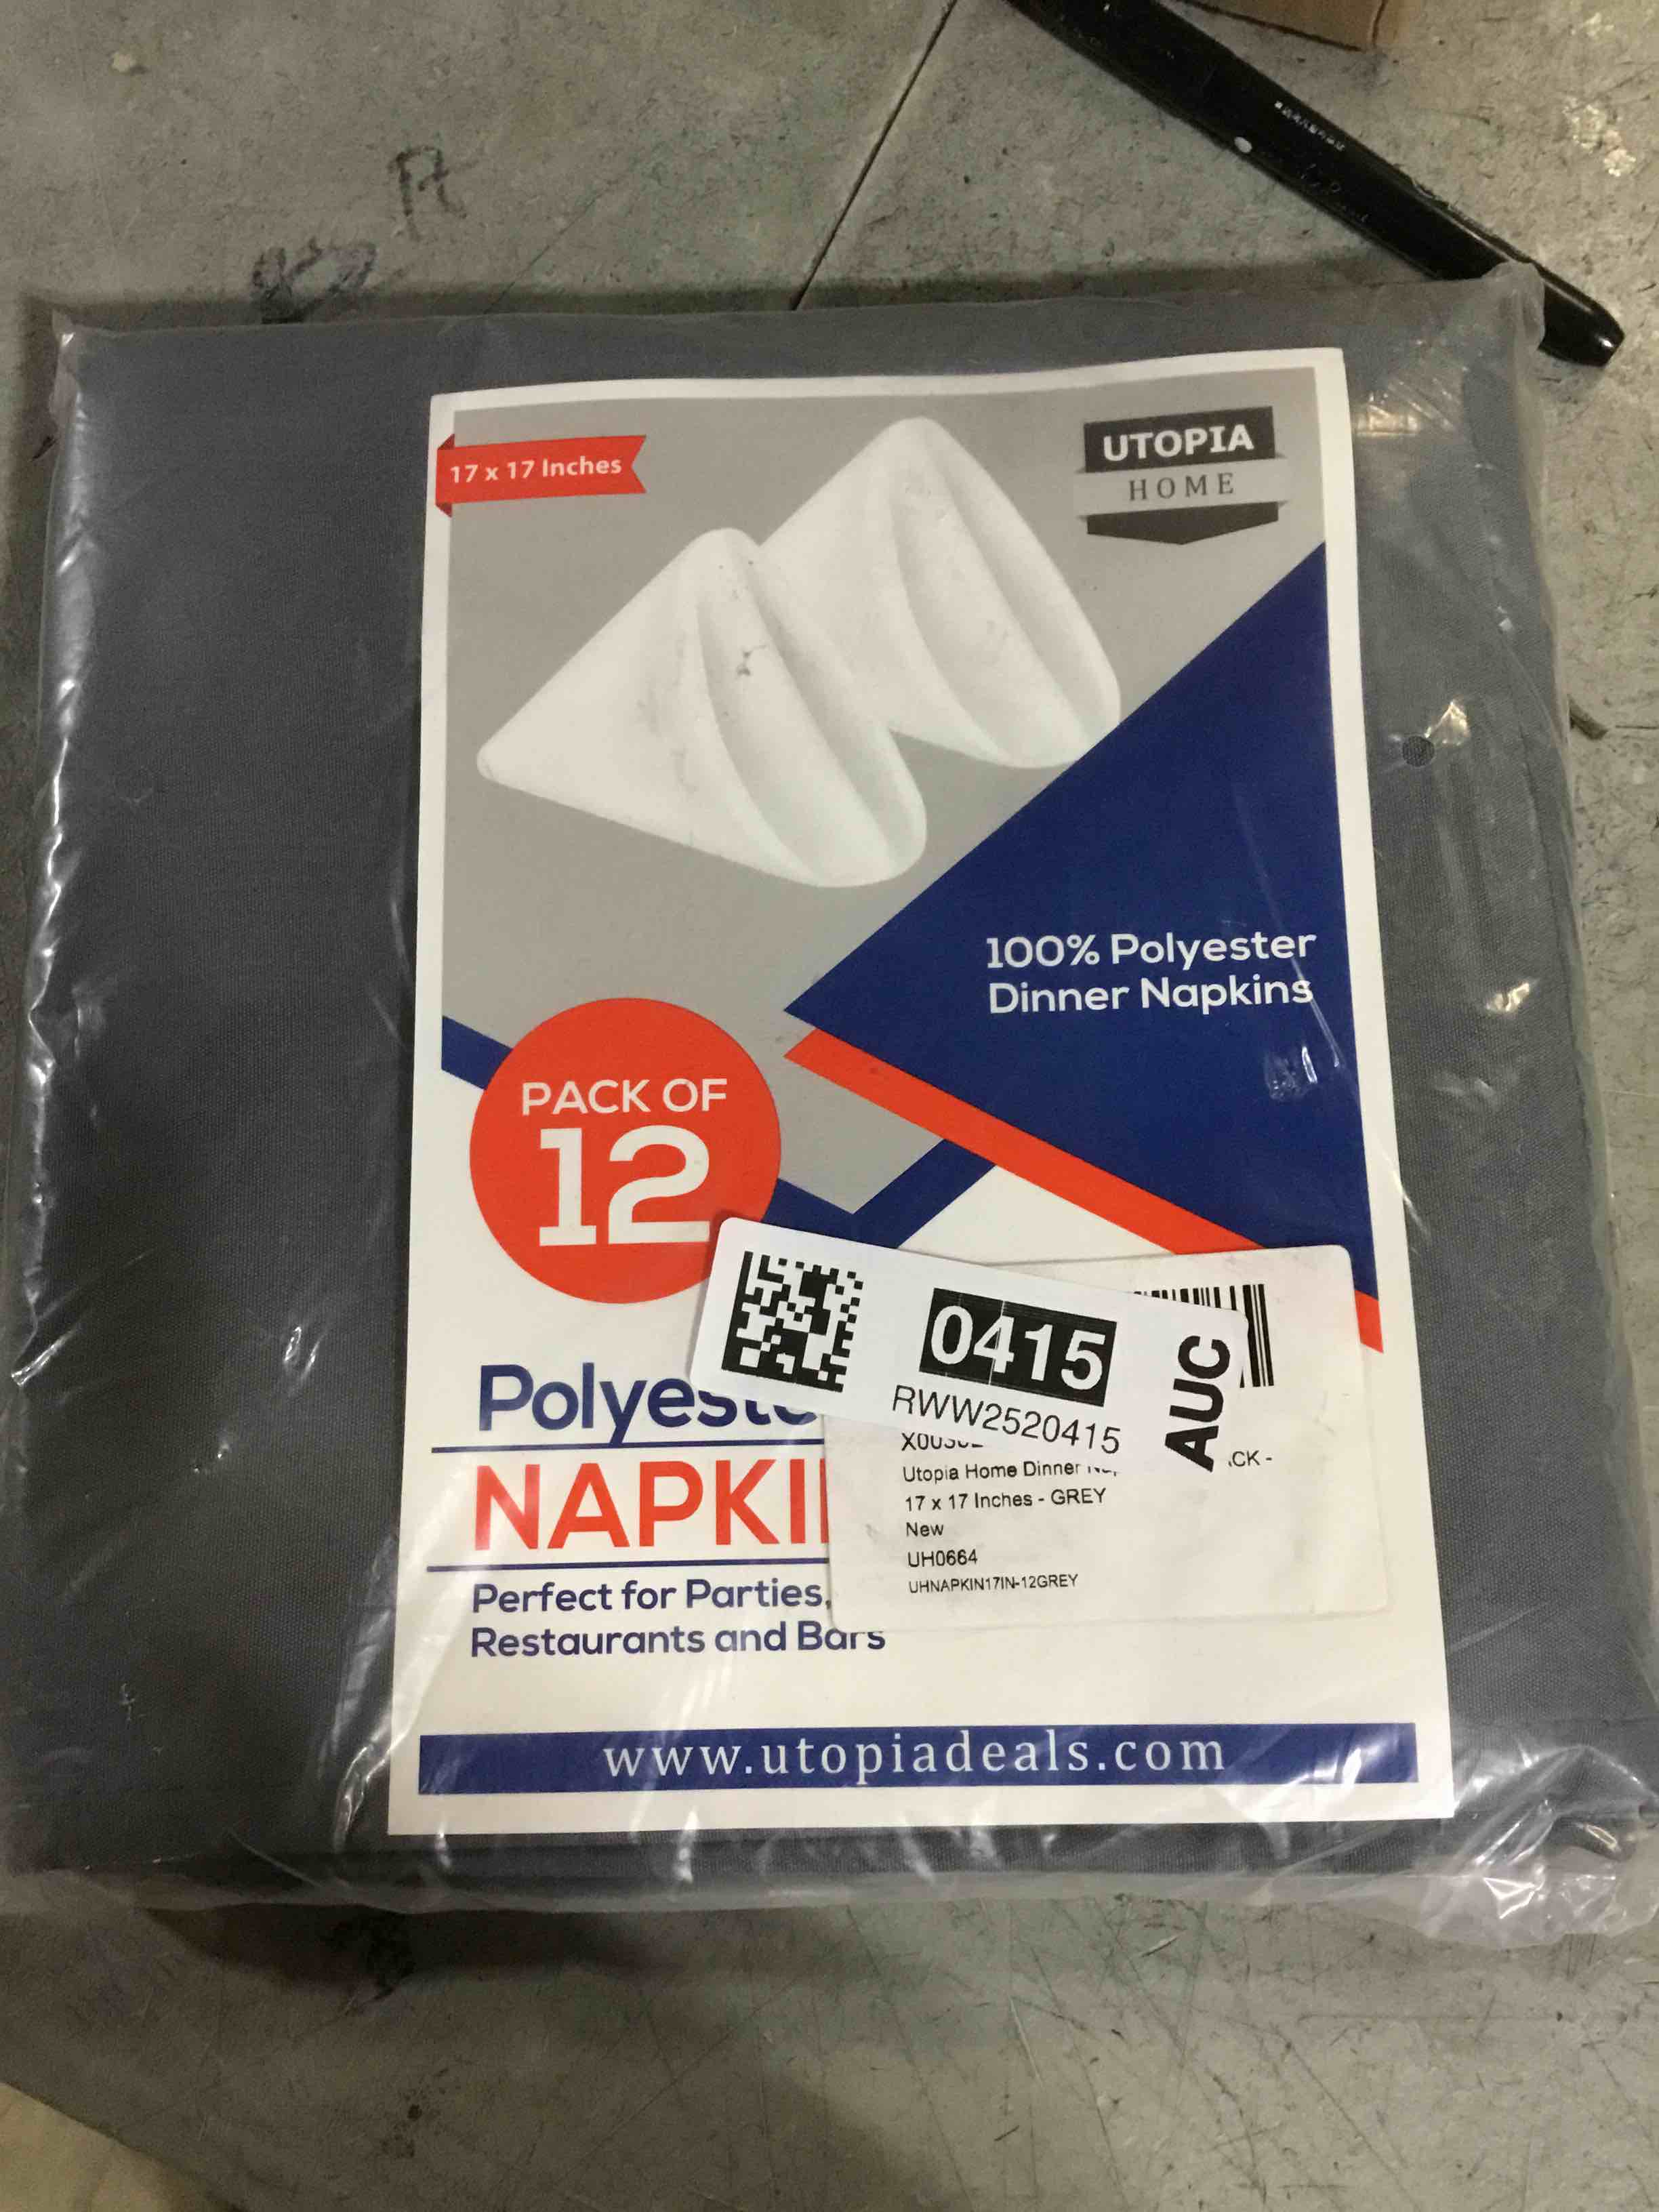 17 x 17 Inches
UTOPIA
HOME
100% Polyester
Dinner Napkins
PACK OF
12
0415
RWW2520415
AUC
NAPKI
Utopia Home Dinner
17 x 17 Inches - GREY
New
UH0664
UHNAPKIN17IN-12GREY
Perfect for Parties,
Restaurants and Bars
www.utopiadeals.com